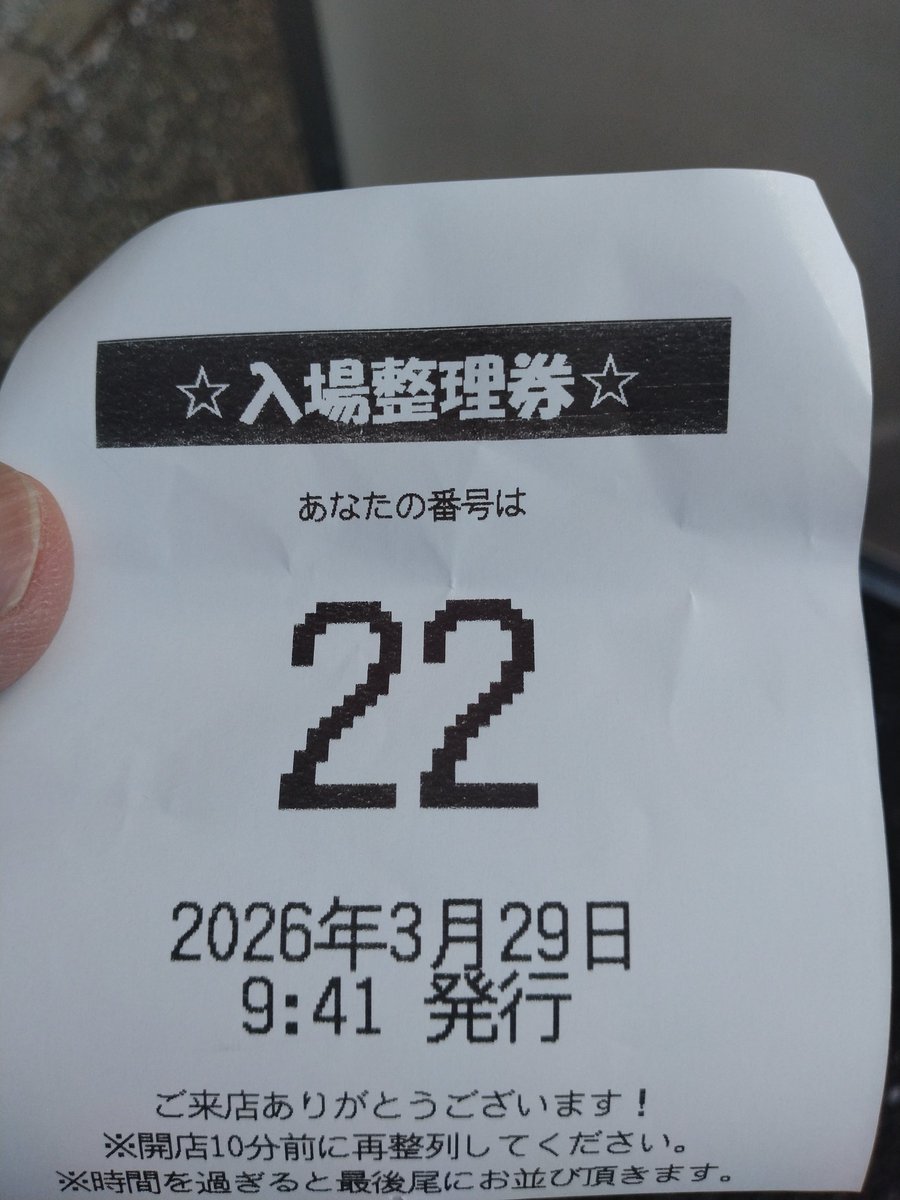 ☆入場整理券☆
あなたの番号は
22
2026年3月29日
9:41 発行
ご来店ありがとうございます!
※開店10分前に再整列してください。
※時間を過ぎると最後尾にお並び頂きます。